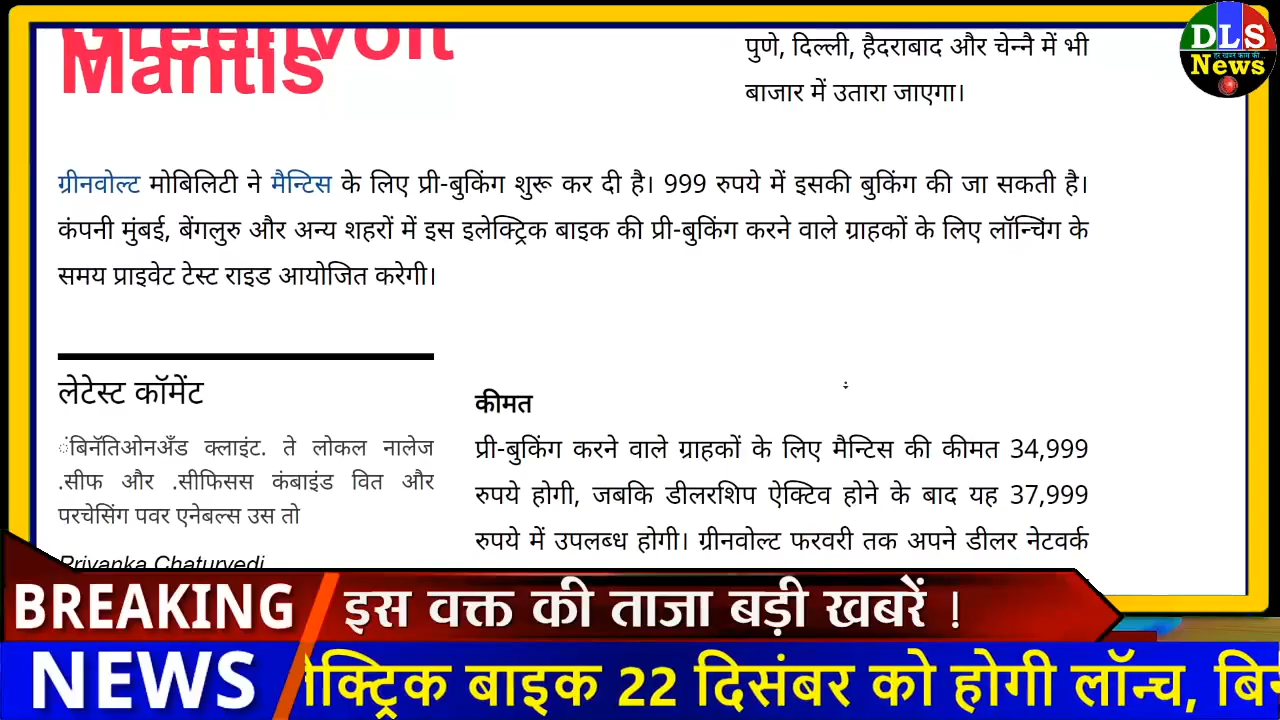 Greenvolt
Mantis
पुणे, दिल्ली, हैदराबाद और चेन्नै में भी
बाजार में उतारा जाएगा।
DLS
News
ग्रीनवोल्ट मोबिलिटी ने मैन्टिस के लिए प्री-बुकिंग शुरू कर दी है। 999 रुपये में इसकी बुकिंग की जा सकती है।
कंपनी मुंबई, बेंगलुरु और अन्य शहरों में इस इलेक्ट्रिक बाइक की प्री-बुकिंग करने वाले ग्राहकों के लिए लॉन्चिंग के
समय प्राइवेट टेस्ट राइड आयोजित करेगी।
लेटेस्ट कॉमेंट
ंबिनॅतिओनअँड क्लाइंट. ते लोकल नालेज
.सीफ और .सीफिसस कंबाइंड वित और
परचेसिंग पवर एनेबल्स उस तो
Priyanka Chaturvedi
कीमत
प्री-बुकिंग करने वाले ग्राहकों के लिए मैन्टिस की कीमत 34,999
रुपये होगी, जबकि डीलरशिप ऐक्टिव होने के बाद यह 37,999
रुपये में उपलब्ध होगी। ग्रीनवोल्ट फरवरी तक अपने डीलर नेटवर्क
BREAKING
NEWS
इस वक्त की ताजा बड़ी खबरें !
क्ट्रिक बाइक 22 दिसंबर को होगी लॉन्च,